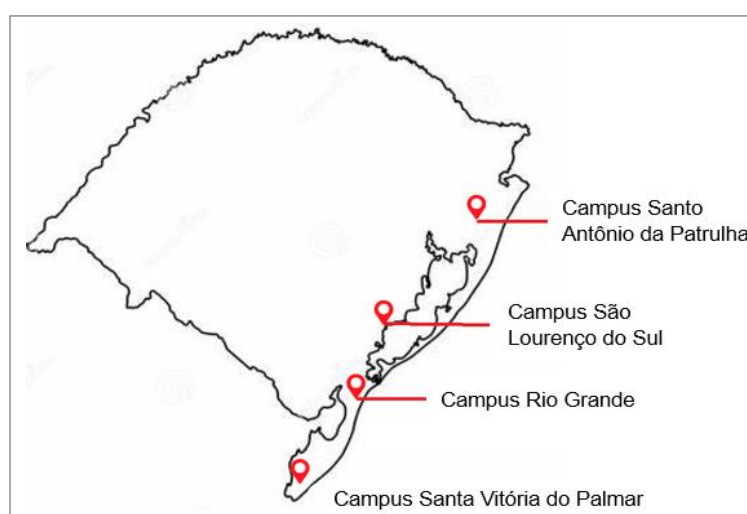 Campus Santo
Antônio da Patrulha
Campus São
Lourenço do Sul
Campus Rio Grande
Campus Santa Vitória do Palmar